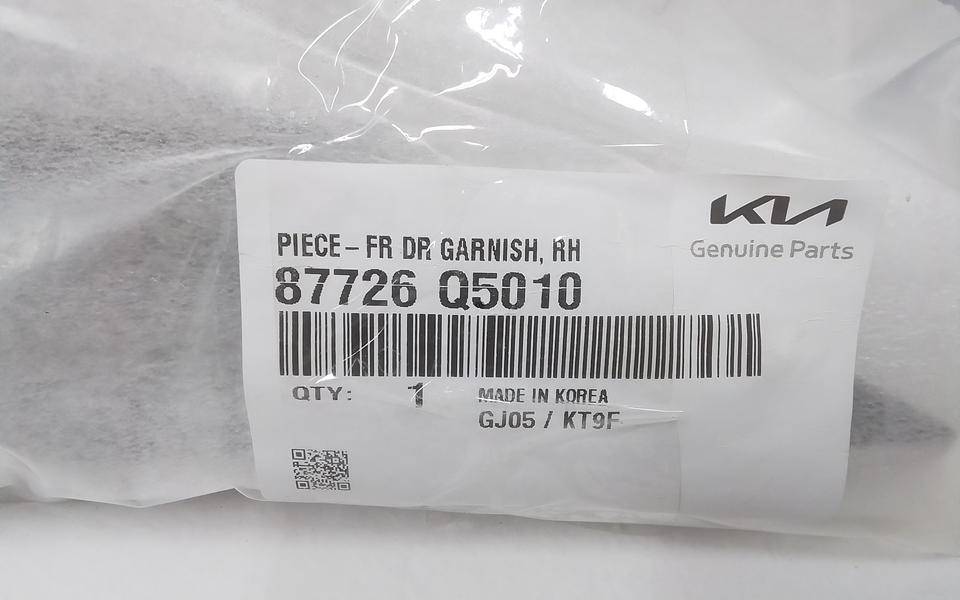 KIA
Genuine Parts
PIECE - FR DR GARNISH, RH
87726 Q5010
QTY: 1 MADE IN KOREA
GJ05 / KT9F